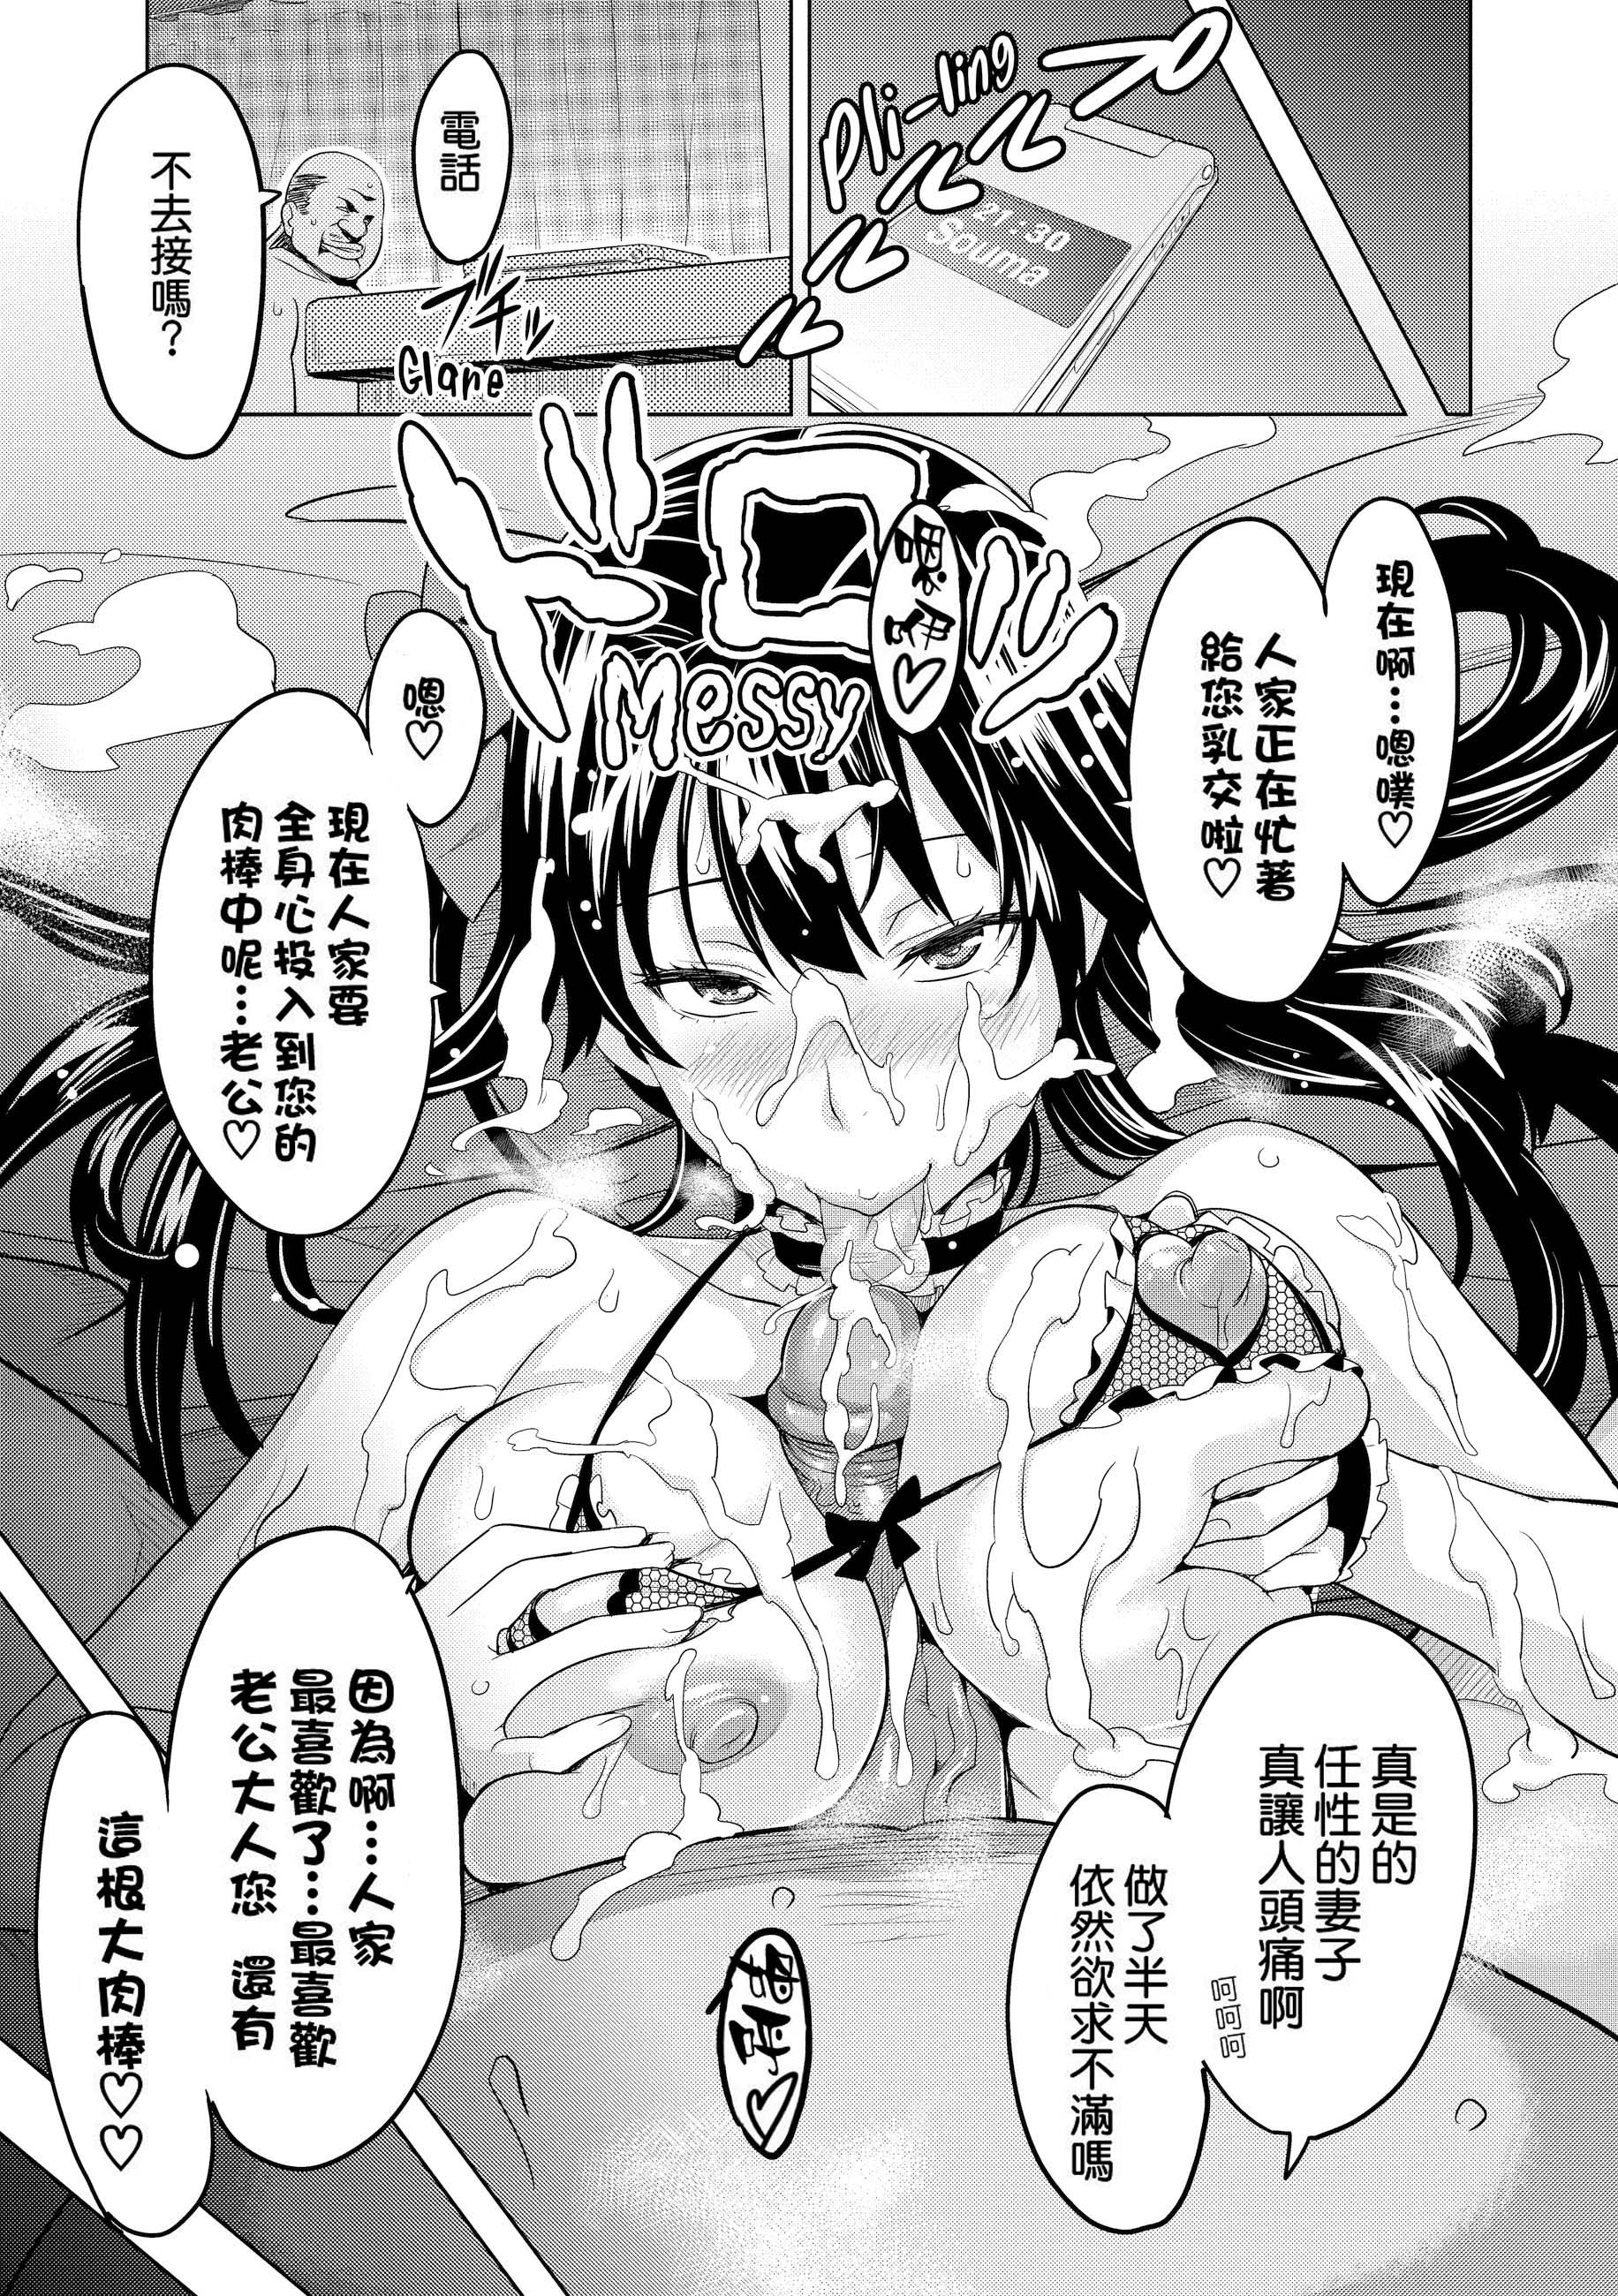 Pli-ling
21:30
Souma
電話
不去接嗎？
ブチッ
Glare
Messy
現在啊…嗯噗♡
人家正在忙著
給您乳交啦♡
嗯♡
現在人家要
全身心投入到您的
肉棒中呢…老公♡
真是的
任性的妻子
真讓人頭痛啊
呵呵呵
做了半天
依然欲求不滿嗎
因為啊…人家
最喜歡了…最喜歡
老公大人您 還有
這根大肉棒♡♡